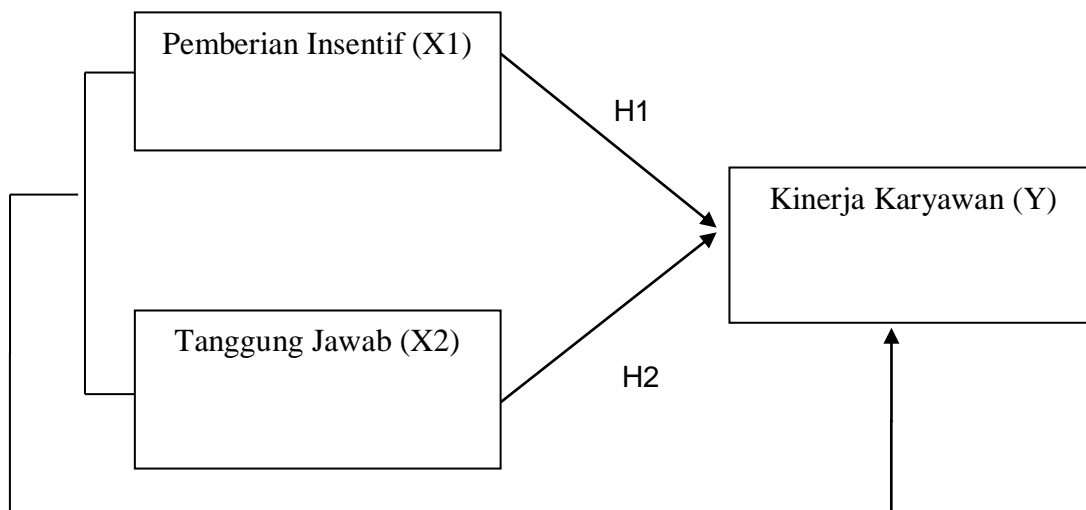 Pemberian Insentif (X1)
H1
Kinerja Karyawan (Y)
Tanggung Jawab (X2)
H2